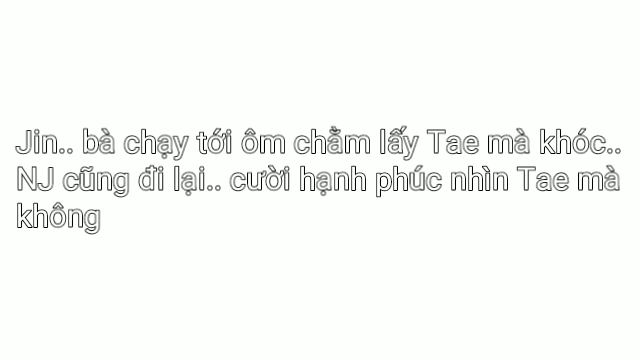 Jin.. bà chạy tới ôm chằm lấy Tae mà khóc..
NJ cũng đi lại.. cười hạnh phúc nhìn Tae mà
không